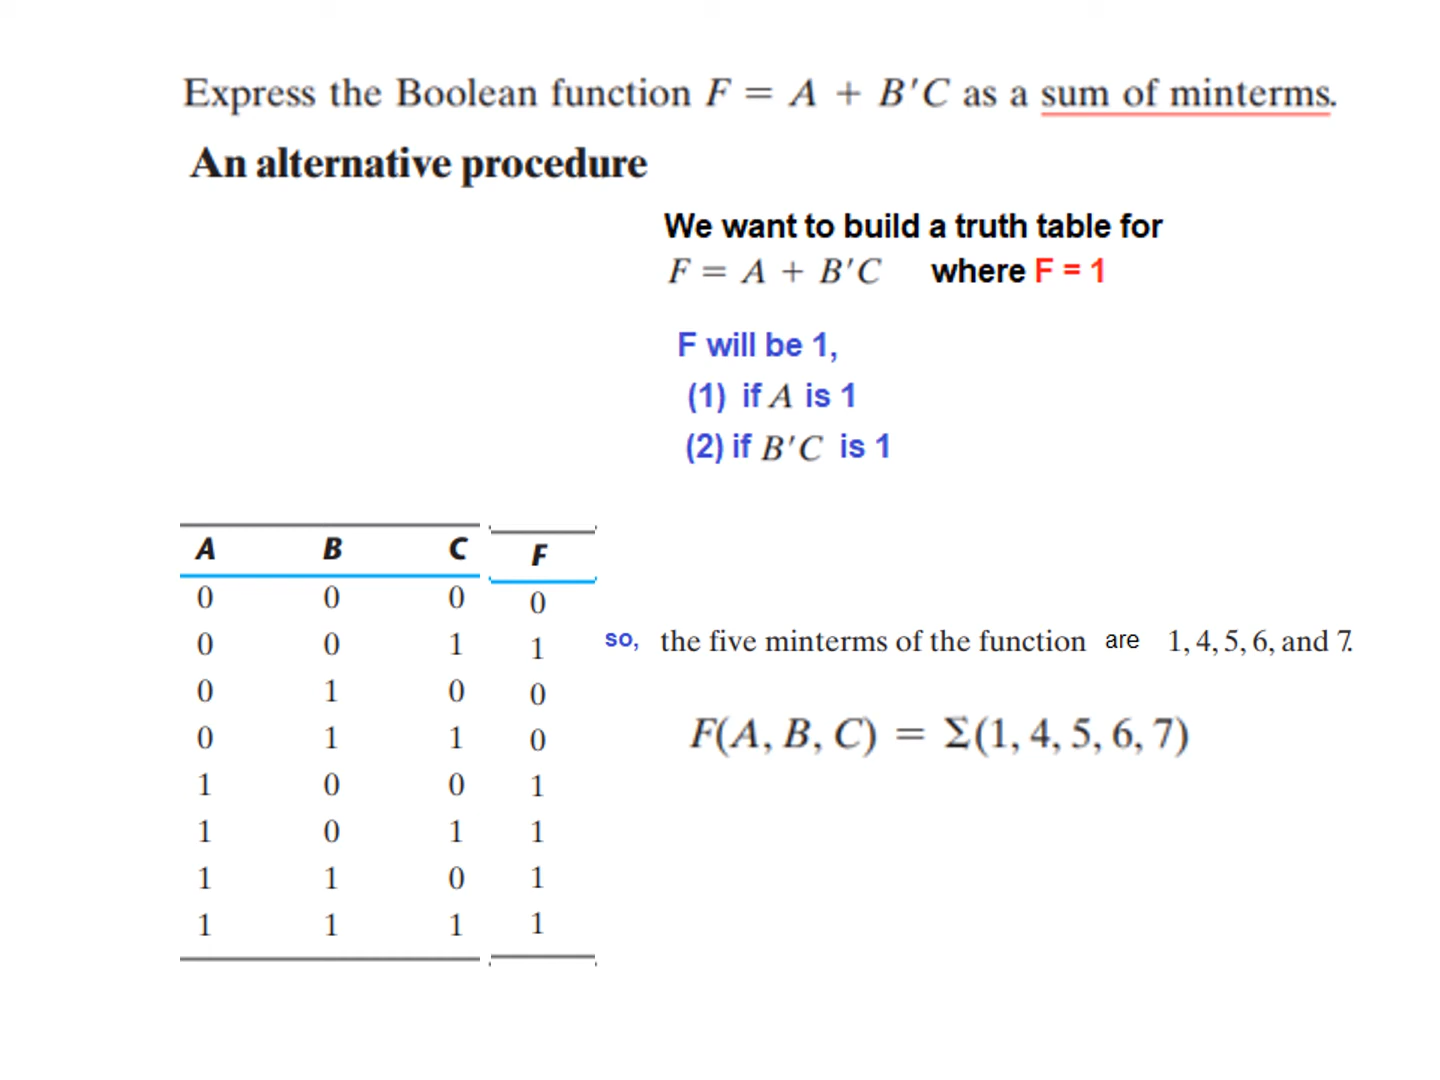 Express the Boolean function F = A + B′C as a sum of minterms.
An alternative procedure
We want to build a truth table for
F = A + B′C where F = 1
F will be 1,
(1) if A is 1
(2) if B′C is 1
A B C F
0 0 0 0
0 0 1 1
0 1 0 0
0 1 1 0
1 0 0 1
1 0 1 1
1 1 0 1
1 1 1 1
so, the five minterms of the function are 1, 4, 5, 6, and 7.
F(A, B, C) = Σ(1, 4, 5, 6, 7)